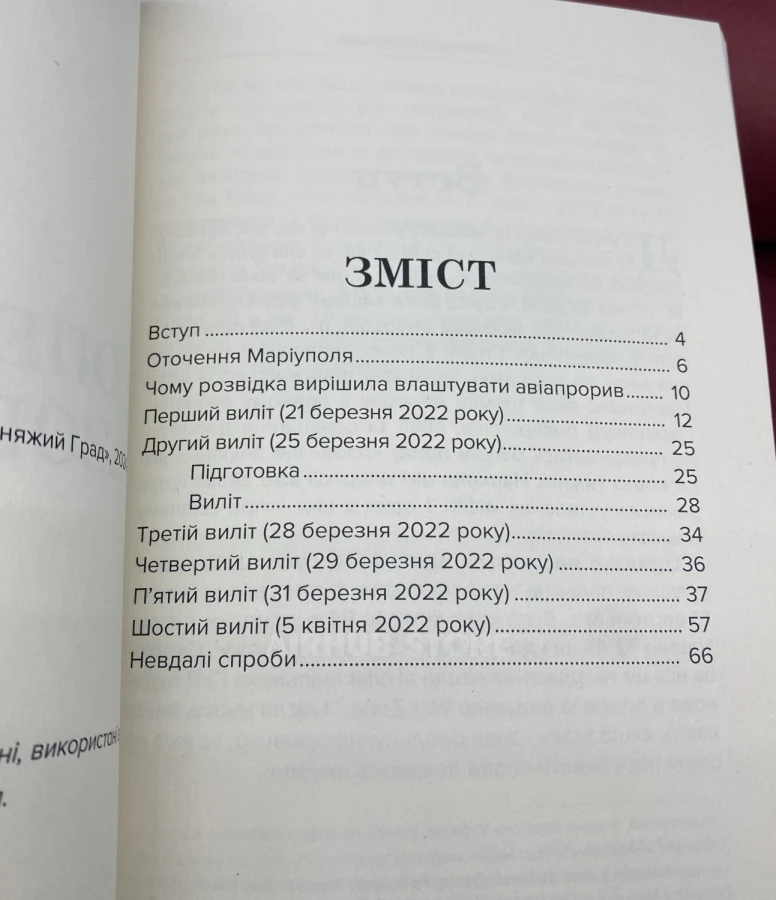 ЗМІСТ
Вступ 4
Оточення Маріуполя 6
Чому розвідка вирішила влаштувати авіапрорив 10
Перший виліт (21 березня 2022 року) 12
Другий виліт (25 березня 2022 року) 25
Підготовка 25
Виліт 28
Третій виліт (28 березня 2022 року) 34
Четвертий виліт (29 березня 2022 року) 36
П'ятий виліт (31 березня 2022 року) 37
Шостий виліт (5 квітня 2022 року) 57
Невдалі спроби 66
няжий Град», 20
ні, використані